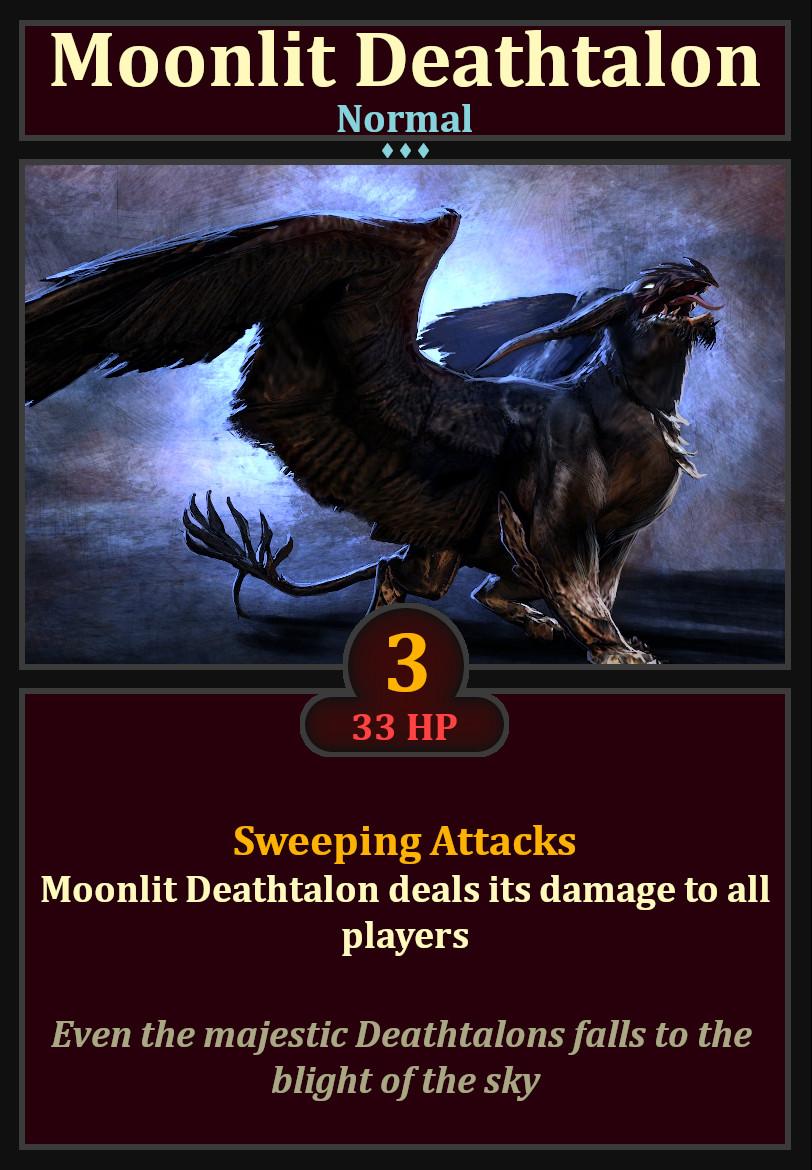 Moonlit Deathtalon
Normal
3
33 HP
Sweeping Attacks
Moonlit Deathtalon deals its damage to all
players
Even the majestic Deathtalons falls to the
blight of the sky